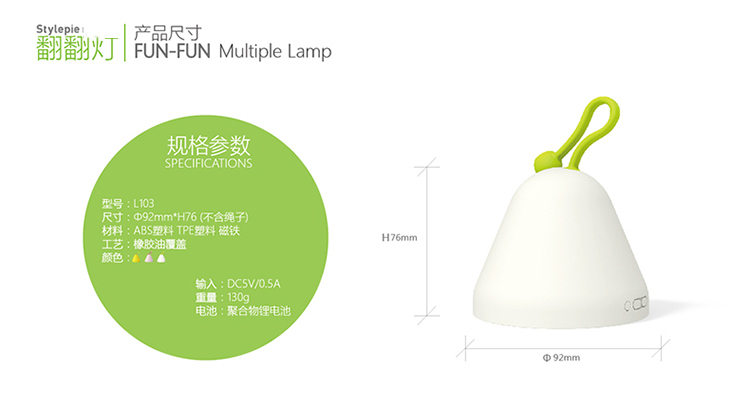 Stylepie
翻翻灯
产品尺寸
FUN-FUN Multiple Lamp
规格参数
SPECIFICATIONS
型号：L103
尺寸：Φ92mm*H76 (不含绳子)
材料：ABS塑料 TPE塑料 磁铁
工艺：橡胶油覆盖
颜色：
输入：DC5V/0.5A
重量：130g
电池：聚合物锂电池
H76mm
Φ 92mm